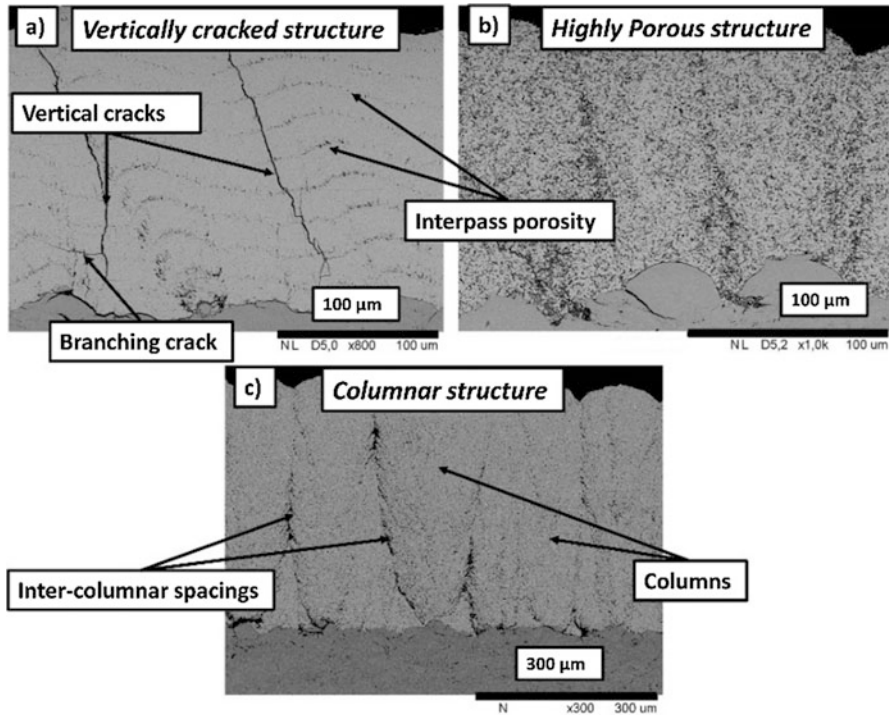 a) Vertically cracked structure
Vertical cracks
Interpass porosity
Branching crack
100 μm
NL D5,0 x800 100 um
b) Highly Porous structure
100 μm
NL D5,2 x1,0k 100 um
c) Columnar structure
Inter-columnar spacings
Columns
300 μm
N x300 300 um